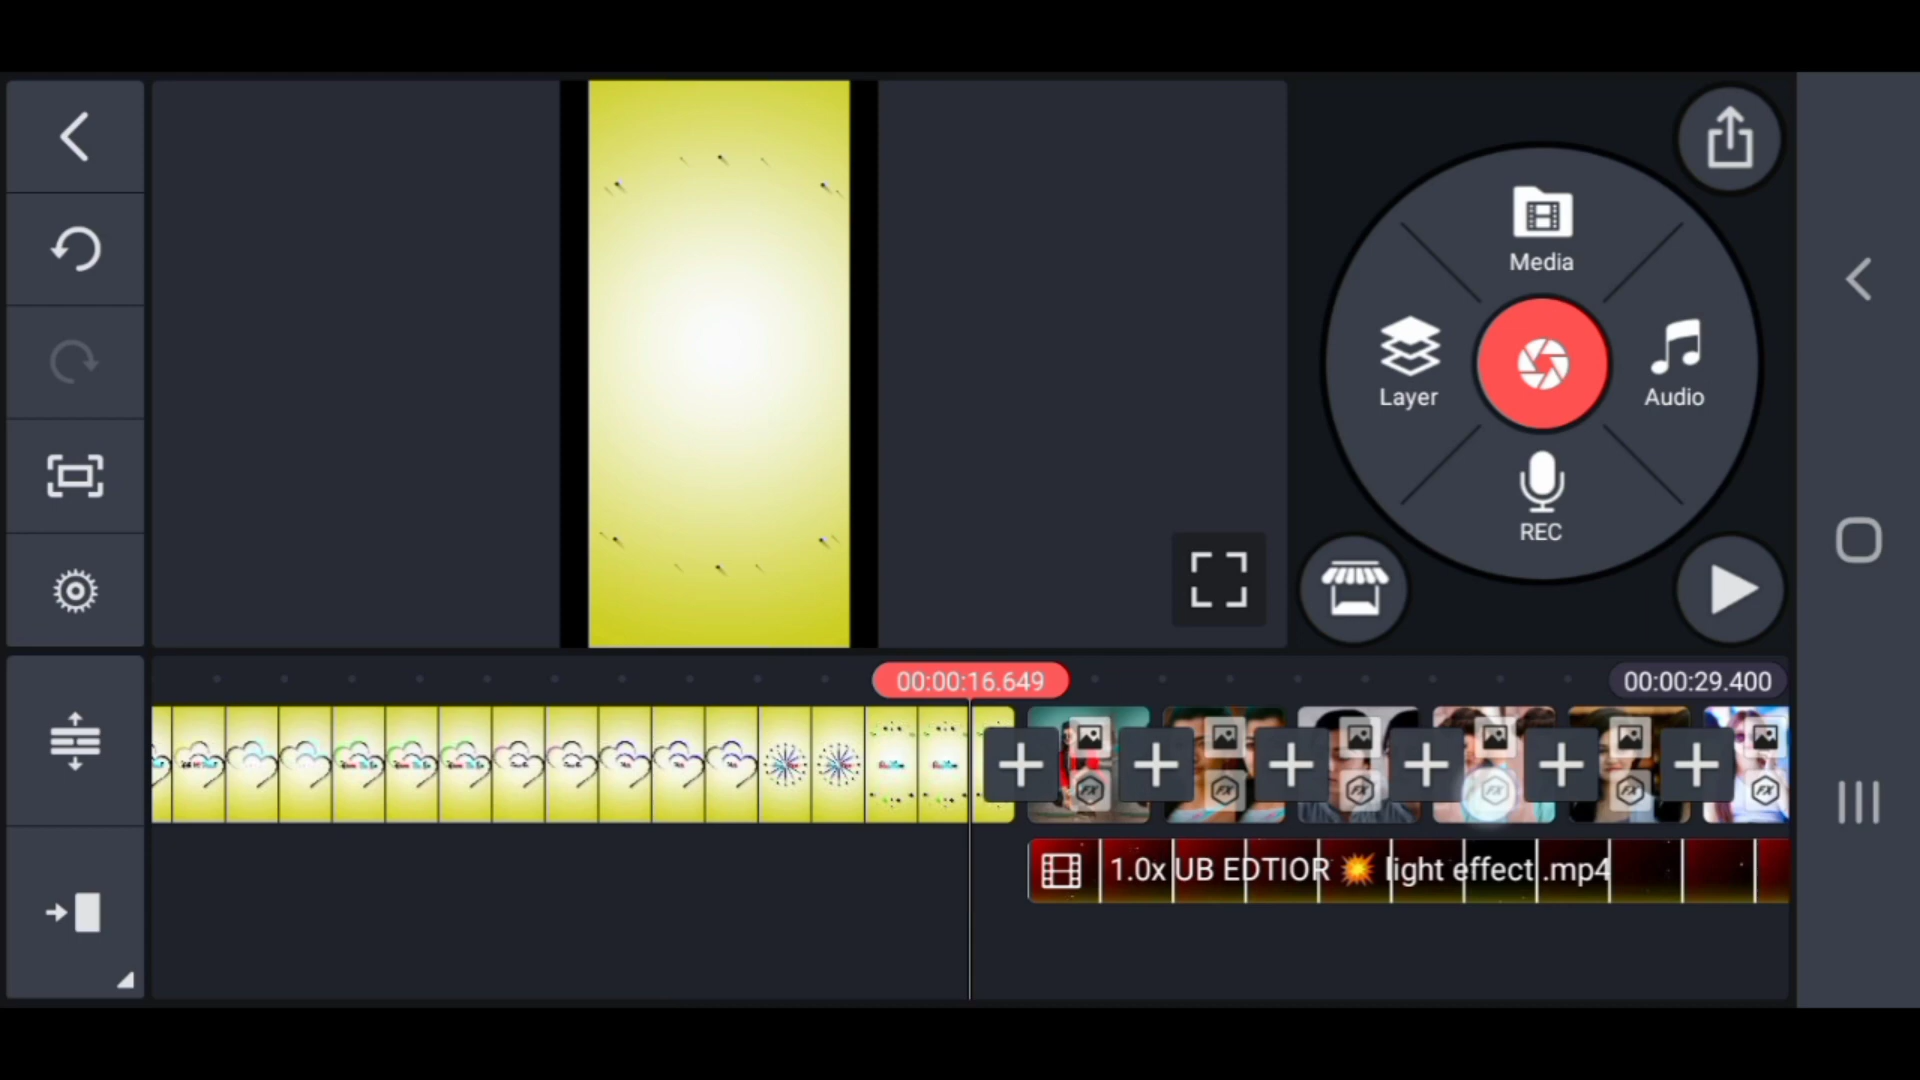 Media
Layer
Audio
REC
00:00:16.649
00:00:29.400
1.0x UB EDTIOR 💥 light effect .mp4